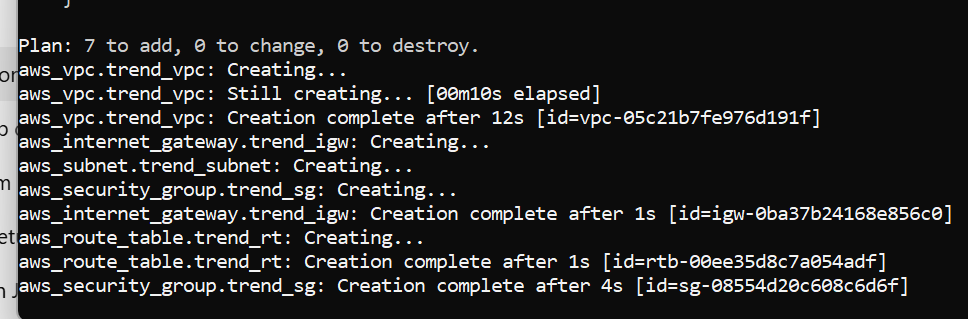 }
Plan: 7 to add, 0 to change, 0 to destroy.
aws_vpc.trend_vpc: Creating...
aws_vpc.trend_vpc: Still creating... [00m10s elapsed]
aws_vpc.trend_vpc: Creation complete after 12s [id=vpc-05c21b7fe976d191f]
aws_internet_gateway.trend_igw: Creating...
aws_subnet.trend_subnet: Creating...
aws_security_group.trend_sg: Creating...
aws_internet_gateway.trend_igw: Creation complete after 1s [id=igw-0ba37b24168e856c0]
aws_route_table.trend_rt: Creating...
aws_route_table.trend_rt: Creation complete after 1s [id=rtb-00ee35d8c7a054adf]
aws_security_group.trend_sg: Creation complete after 4s [id=sg-08554d20c608c6d6f]